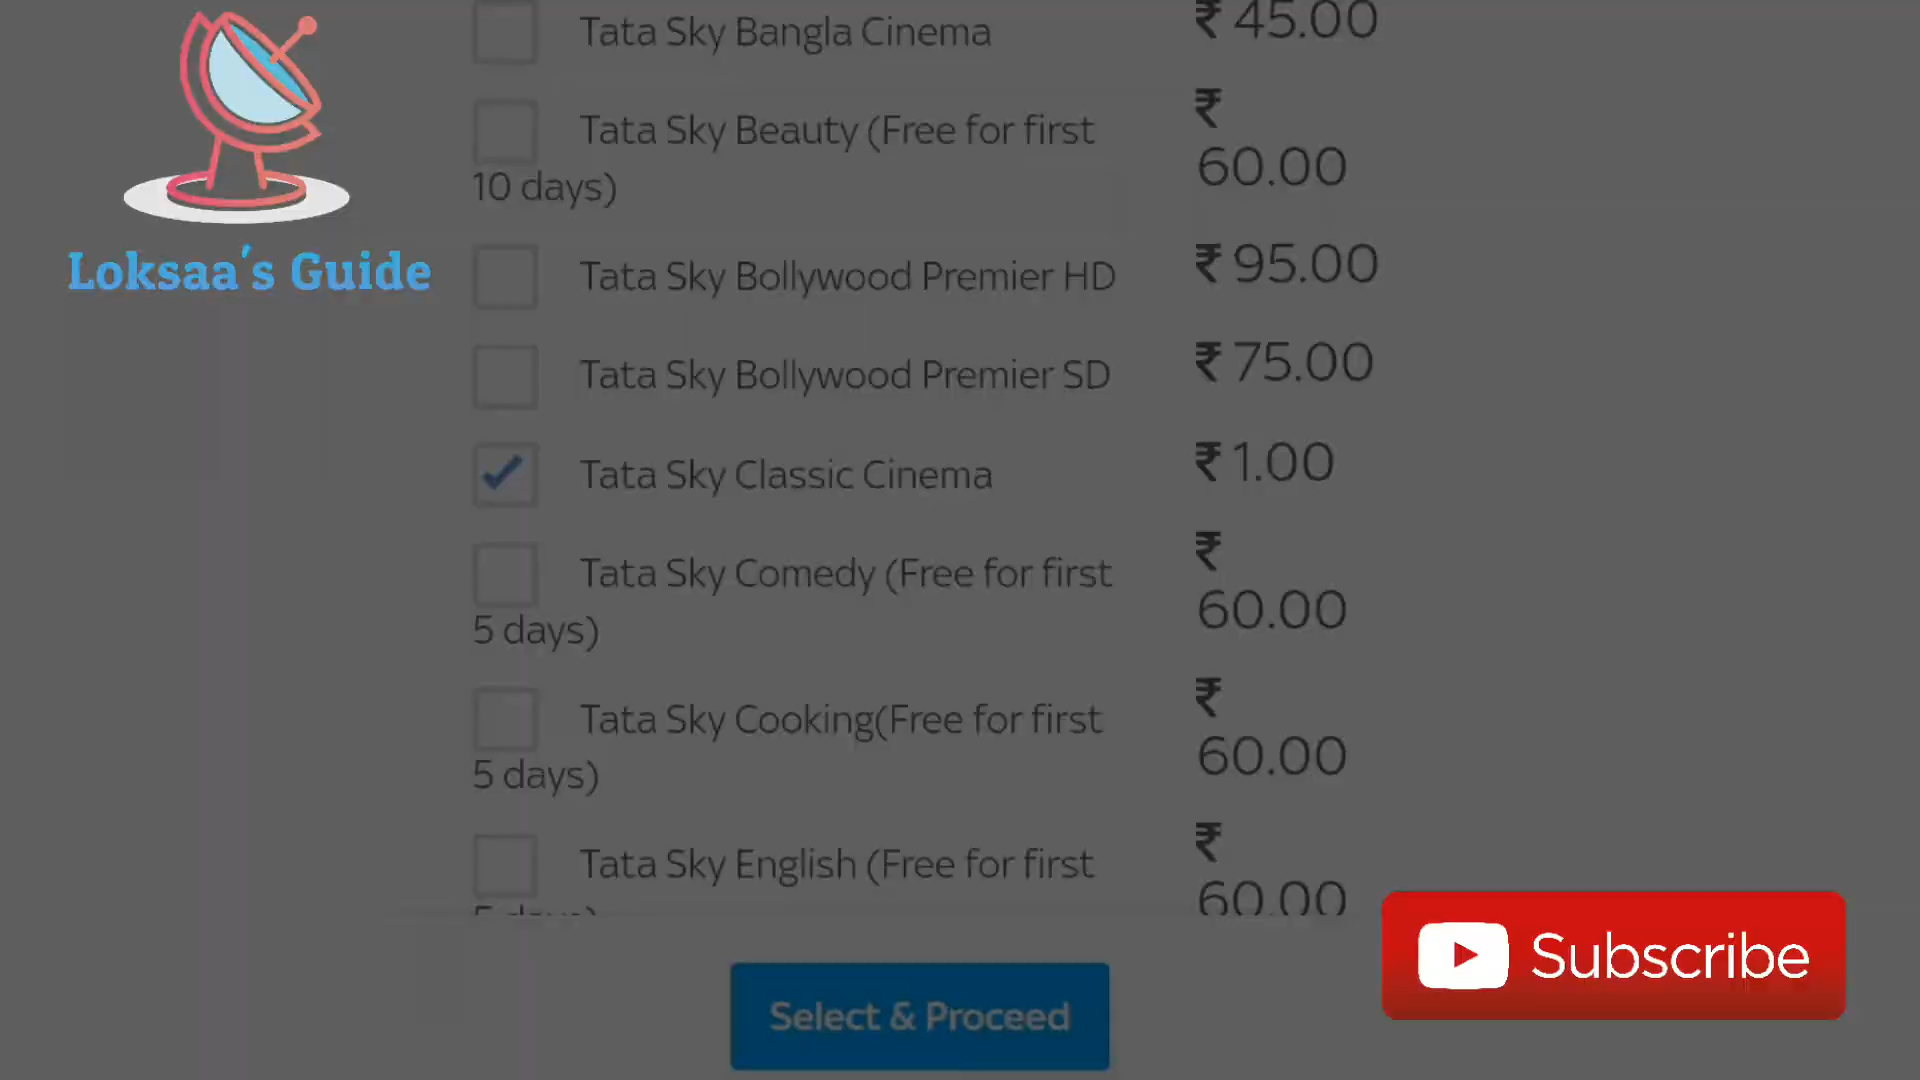 Tata Sky Bangla Cinema ₹ 45.00
Tata Sky Beauty (Free for first
10 days)
₹
60.00
Loksaa's Guide
Tata Sky Bollywood Premier HD ₹ 95.00
Tata Sky Bollywood Premier SD ₹ 75.00
Tata Sky Classic Cinema ₹ 1.00
Tata Sky Comedy (Free for first
5 days)
₹
60.00
Tata Sky Cooking(Free for first
5 days)
₹
60.00
Tata Sky English (Free for first
5 days)
₹
60.00
Select & Proceed
Subscribe